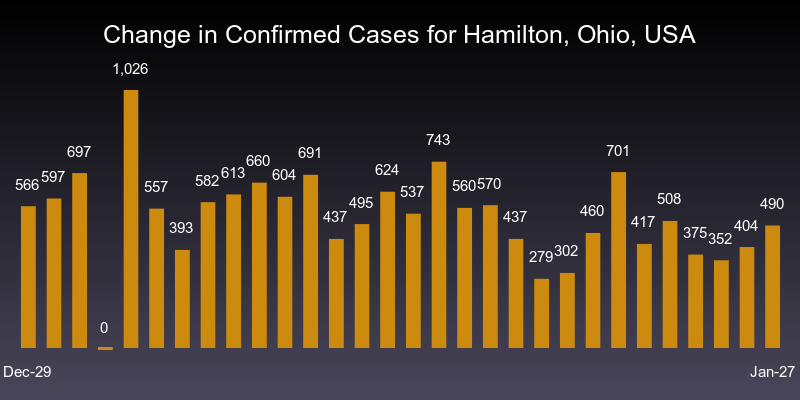 Change in Confirmed Cases for Hamilton, Ohio, USA
566 597 697 0 1,026 557 393 582 613 660 604 691 437 495 624 537 743 560 570 437 279 302 460 701 417 508 375 352 404 490
Dec-29 Jan-27